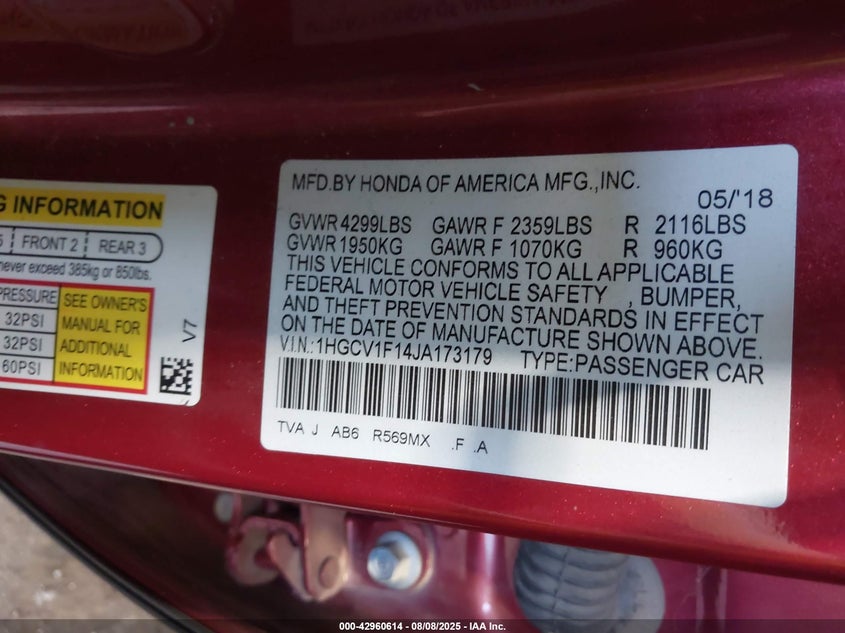 MFD.BY HONDA OF AMERICA MFG.,INC.
05/'18
GVWR 4299LBS GAWR F 2359LBS R 2116LBS
GVWR 1950KG GAWR F 1070KG R 960KG
THIS VEHICLE CONFORMS TO ALL APPLICABLE
FEDERAL MOTOR VEHICLE SAFETY , BUMPER,
AND THEFT PREVENTION STANDARDS IN EFFECT
ON THE DATE OF MANUFACTURE SHOWN ABOVE.
V.I.N.:1HGCV1F14JA173179 TYPE:PASSENGER CAR
TVA J AB6 R569MX .F .A
INFORMATION
FRONT 2 REAR 3
never exceed 385kg or 850lbs.
PRESSURE
32PSI
32PSI
60PSI
SEE OWNER'S
MANUAL FOR
ADDITIONAL
INFORMATION
V7
000-42960614 - 08/08/2025 - IAA Inc.